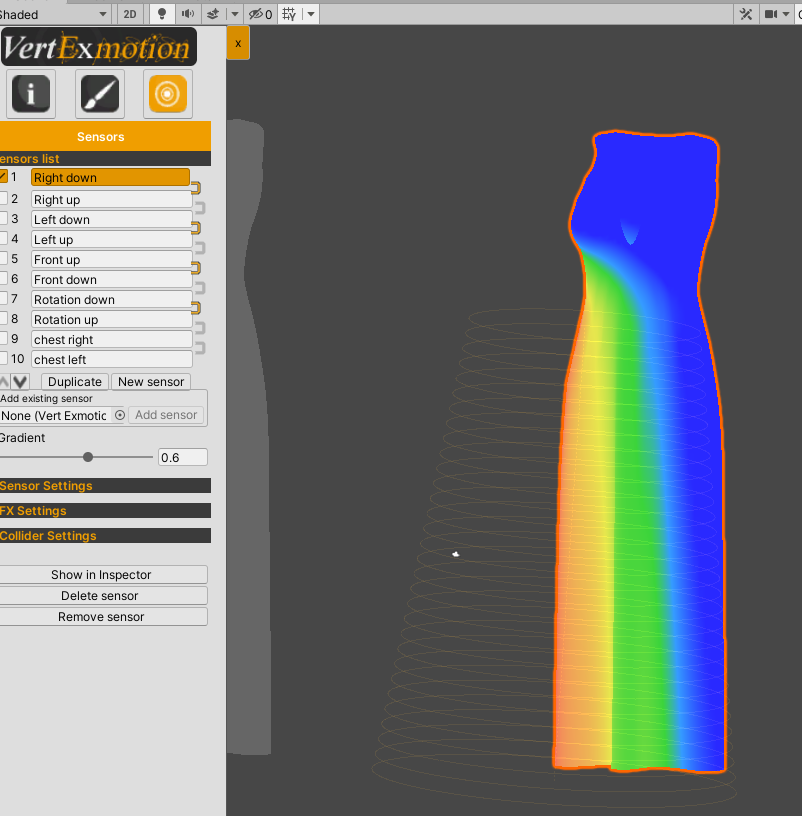 Shaded
2D
0
VertExmotion
i
x
Sensors
ensors list
1 Right down
2 Right up
3 Left down
4 Left up
5 Front up
6 Front down
7 Rotation down
8 Rotation up
9 chest right
10 chest left
Duplicate New sensor
Add existing sensor
None (Vert Exmotic Add sensor
Gradient
0.6
Sensor Settings
FX Settings
Collider Settings
Show in Inspector
Delete sensor
Remove sensor